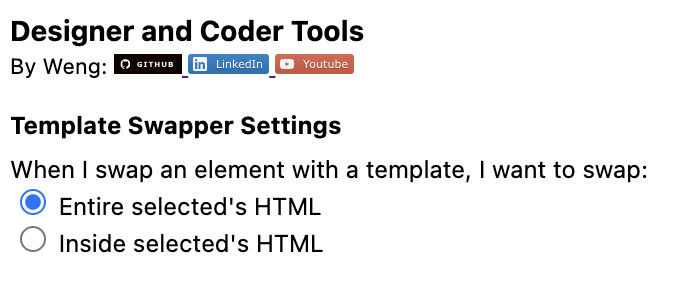 Designer and Coder Tools
By Weng: GITHUB LinkedIn Youtube
Template Swapper Settings
When I swap an element with a template, I want to swap:
Entire selected's HTML
Inside selected's HTML